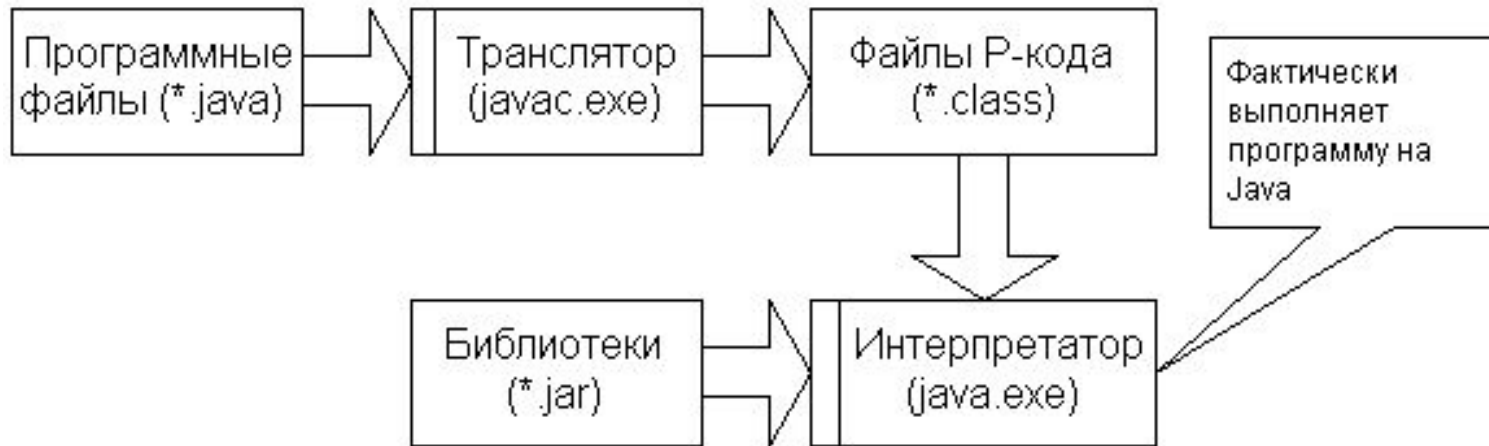 Программные
файлы (*.java)
Транслятор
(javac.exe)
Файлы Р-кода
(*.class)
Фактически
выполняет
программу на
Java
Библиотеки
(*.jar)
Интерпретатор
(java.exe)